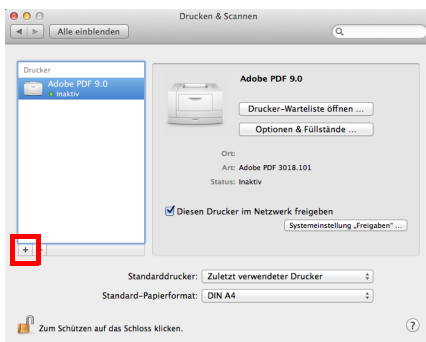 Drucken & Scannen
Alle einblenden
Drucker
Adobe PDF 9.0
Inaktiv
Adobe PDF 9.0
Drucker-Warteliste öffnen ...
Optionen & Füllstände ...
Ort:
Art: Adobe PDF 3018.101
Status: Inaktiv
Diesen Drucker im Netzwerk freigeben
Systemeinstellung „Freigaben“ ...
+
Standarddrucker: Zuletzt verwendeter Drucker
Standard-Papierformat: DIN A4
Zum Schützen auf das Schloss klicken.
?